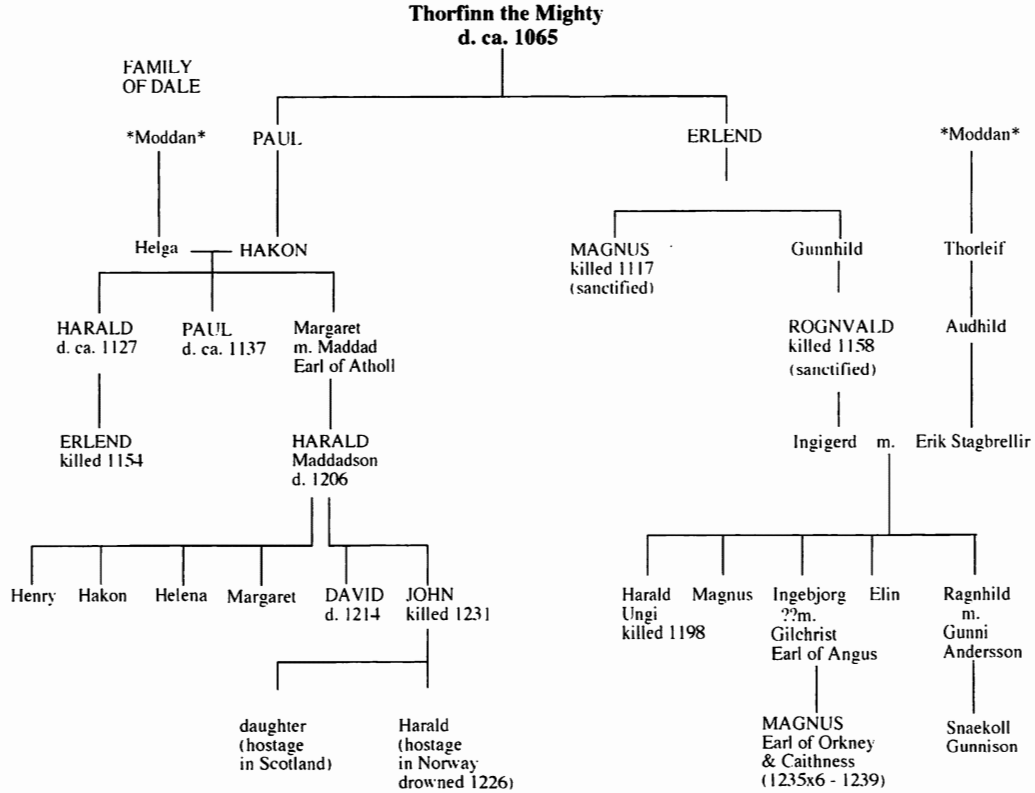 Thorfinn the Mighty
d. ca. 1065
FAMILY
OF DALE
*Moddan*
PAUL
ERLEND
*Moddan*
Helga
HAKON
MAGNUS
killed 1117
(sanctified)
Gunnhild
Thorleif
HARALD
d. ca. 1127
PAUL
d. ca. 1137
Margaret
m. Maddad
Earl of Atholl
ROGNVALD
killed 1158
(sanctified)
Audhild
ERLEND
killed 1154
HARALD
Maddadson
d. 1206
Ingigerd m. Erik Stagbrellir
Henry
Hakon
Helena
Margaret
DAVID
d. 1214
JOHN
killed 1231
Harald
Ungi
killed 1198
Magnus
Ingebjorg
??m.
Gilchrist
Earl of Angus
Elin
Ragnhild
m.
Gunni
Andersson
daughter
(hostage
in Scotland)
Harald
(hostage
in Norway
drowned 1226)
MAGNUS
Earl of Orkney
& Caithness
(1235x6 - 1239)
Snaekoll
Gunnison